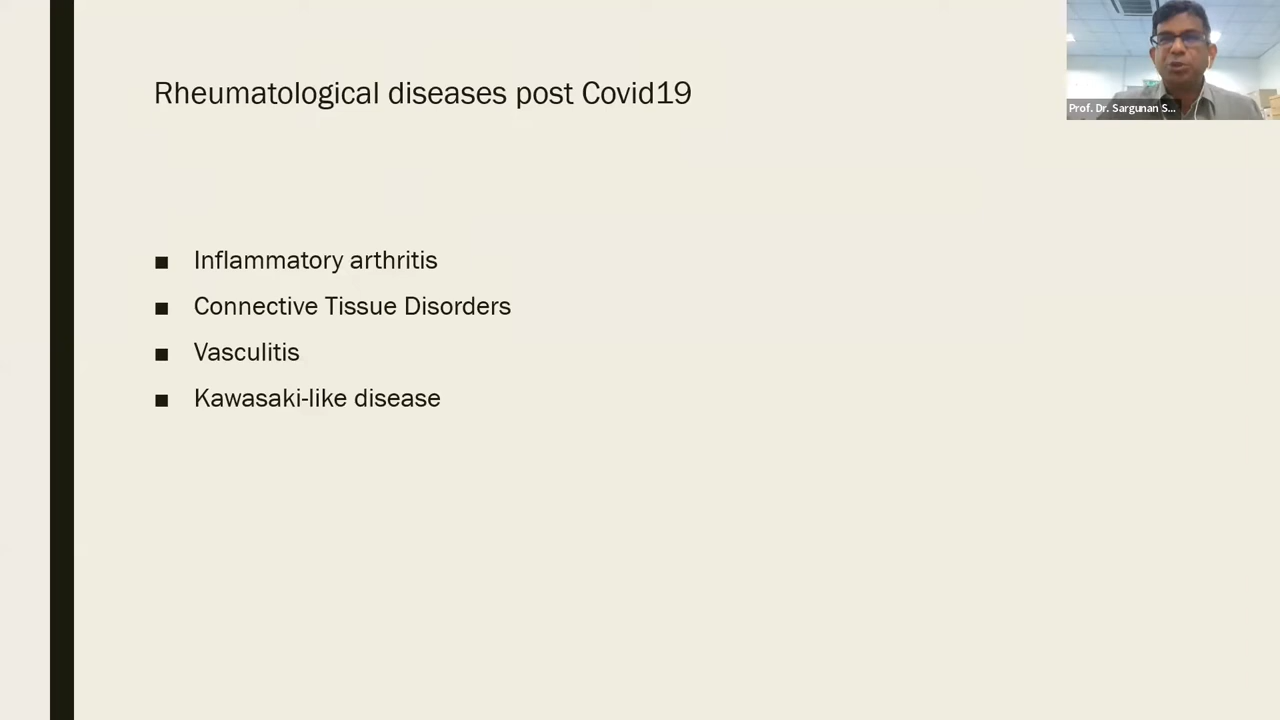 Rheumatological diseases post Covid19
Prof. Dr. Sargunan S...
■ Inflammatory arthritis
■ Connective Tissue Disorders
■ Vasculitis
■ Kawasaki-like disease